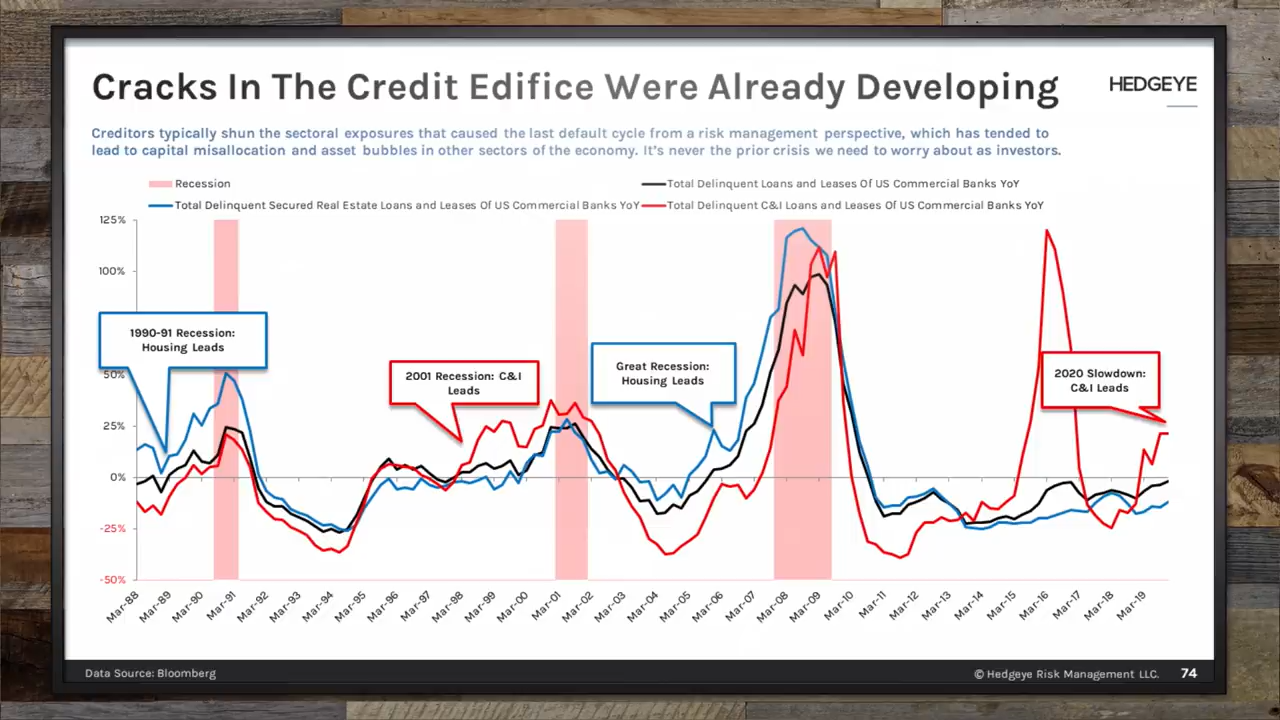 Cracks In The Credit Edifice Were Already Developing
HEDGEYE
Creditors typically shun the sectoral exposures that caused the last default cycle from a risk management perspective, which has tended to
lead to capital misallocation and asset bubbles in other sectors of the economy. It's never the prior crisis we need to worry about as investors.
Recession
Total Delinquent Loans and Leases Of US Commercial Banks YoY
Total Delinquent Secured Real Estate Loans and Leases Of US Commercial Banks YoY
Total Delinquent C&I Loans and Leases Of US Commercial Banks YoY
125%
100%
50%
25%
0%
-25%
-50%
1990-91 Recession:
Housing Leads
2001 Recession: C&I
Leads
Great Recession:
Housing Leads
2020 Slowdown:
C&I Leads
Mar-88
Mar-89
Mar-90
Mar-91
Mar-92
Mar-93
Mar-94
Mar-95
Mar-96
Mar-97
Mar-98
Mar-99
Mar-00
Mar-01
Mar-02
Mar-03
Mar-04
Mar-05
Mar-06
Mar-07
Mar-08
Mar-09
Mar-10
Mar-11
Mar-12
Mar-13
Mar-14
Mar-15
Mar-16
Mar-17
Mar-18
Mar-19
Data Source: Bloomberg
© Hedgeye Risk Management LLC.
74